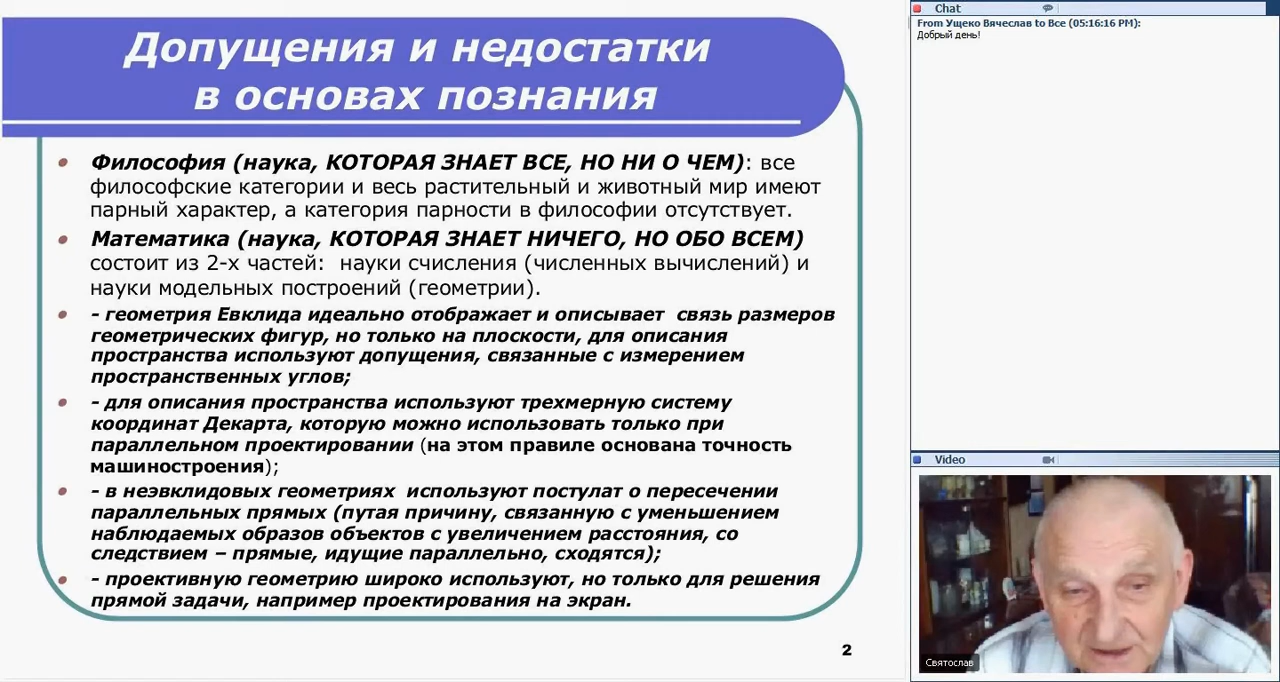 Допущения и недостатки
в основах познания
Философия (наука, КОТОРАЯ ЗНАЕТ ВСЕ, НО НИ О ЧЕМ): все
философские категории и весь растительный и животный мир имеют
парный характер, а категория парности в философии отсутствует.
Математика (наука, КОТОРАЯ ЗНАЕТ НИЧЕГО, НО ОБО ВСЕМ)
состоит из 2-х частей: науки счисления (численных вычислений) и
науки модельных построений (геометрии).
- геометрия Евклида идеально отображает и описывает связь размеров
геометрических фигур, но только на плоскости, для описания
пространства используют допущения, связанные с измерением
пространственных углов;
- для описания пространства используют трехмерную систему
координат Декарта, которую можно использовать только при
параллельном проектировании (на этом правиле основана точность
машиностроения);
- в неэвклидовых геометриях используют постулат о пересечении
параллельных прямых (путая причину, связанную с уменьшением
наблюдаемых образов объектов с увеличением расстояния, со
следствием – прямые, идущие параллельно, сходятся);
- проективную геометрию широко используют, но только для решения
прямой задачи, например проектирования на экран.
2
Chat
From Ущеко Вячеслав to Все (05:16:16 PM):
Добрый день!
Video
Святослав